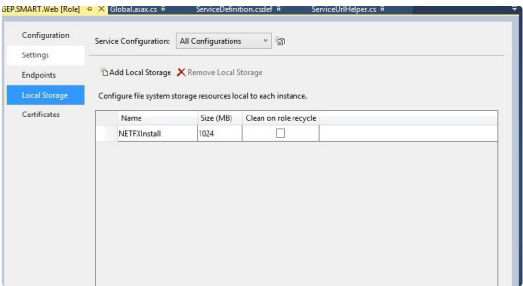 GEP.SMART.Web [Role] Global.asax.cs ServiceDefinition.csdef ServiceUrlHelper.cs
Configuration
Service Configuration: All Configurations
Settings
Endpoints
Add Local Storage Remove Local Storage
Local Storage
Configure file system storage resources local to each instance.
Certificates
Name Size (MB) Clean on role recycle
NETFXInstall 1024